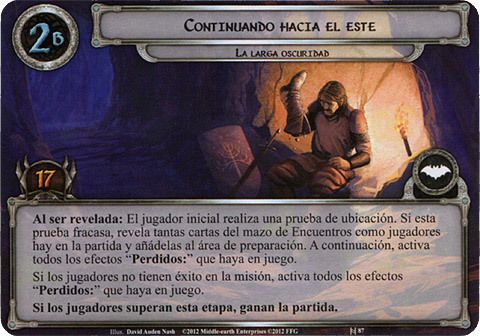 2B
CONTINUANDO HACIA EL ESTE
LA LARGA OSCURIDAD
17
Al ser revelada: El jugador inicial realiza una prueba de ubicación. Si esta
prueba fracasa, revela tantas cartas del mazo de Encuentros como jugadores
hay en la partida y añádelas al área de preparación. A continuación, activa
todos los efectos “Perdidos:” que haya en juego.
Si los jugadores no tienen éxito en la misión, activa todos los efectos
“Perdidos:” que haya en juego.
Si los jugadores superan esta etapa, ganan la partida.
Illus. David Auden Nash ©2012 Middle-earth Enterprises ©2012 FFG 87